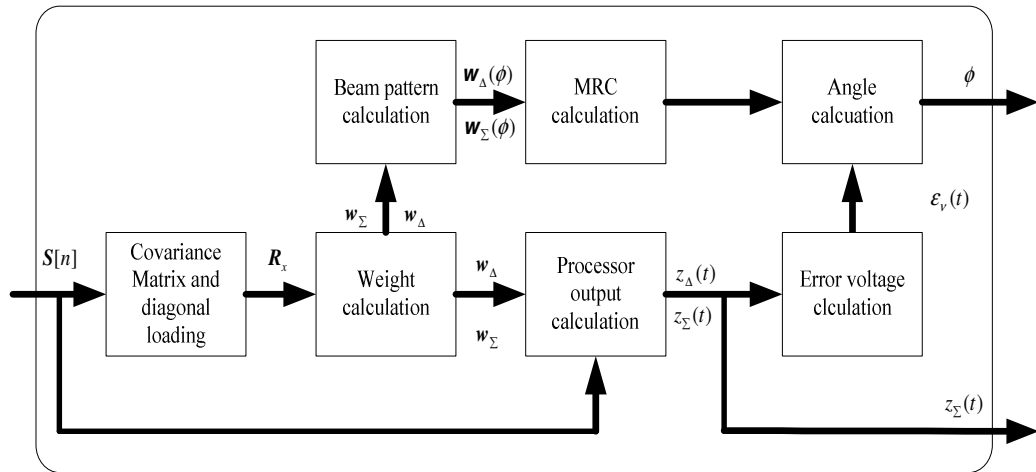 Beam pattern
calculation
w_Δ(ϕ)
w_Σ(ϕ)
MRC
calculation
Angle
calcuation
ϕ
w_Σ w_Δ
ε_v(t)
S[n]
Covariance
Matrix and
diagonal
loading
R_x
Weight
calculation
w_Δ
w_Σ
Processor
output
calculation
z_Δ(t)
z_Σ(t)
Error voltage
clculation
z_Σ(t)